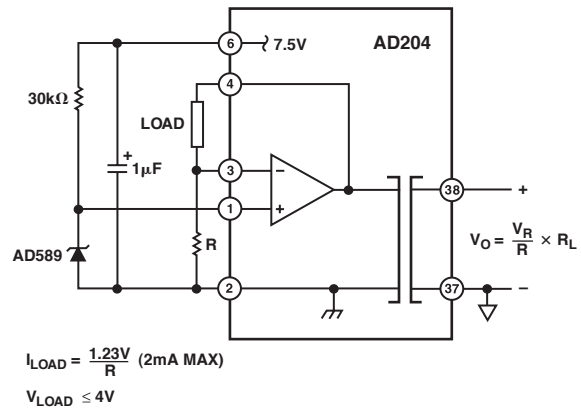 6
7.5V
AD204
4
30kΩ
LOAD
+
1µF
3
−
38
+
1
+
V_O = V_R/R × R_L
AD589
R
2
37
−
I_LOAD = 1.23V/R (2mA MAX)
V_LOAD ≤ 4V